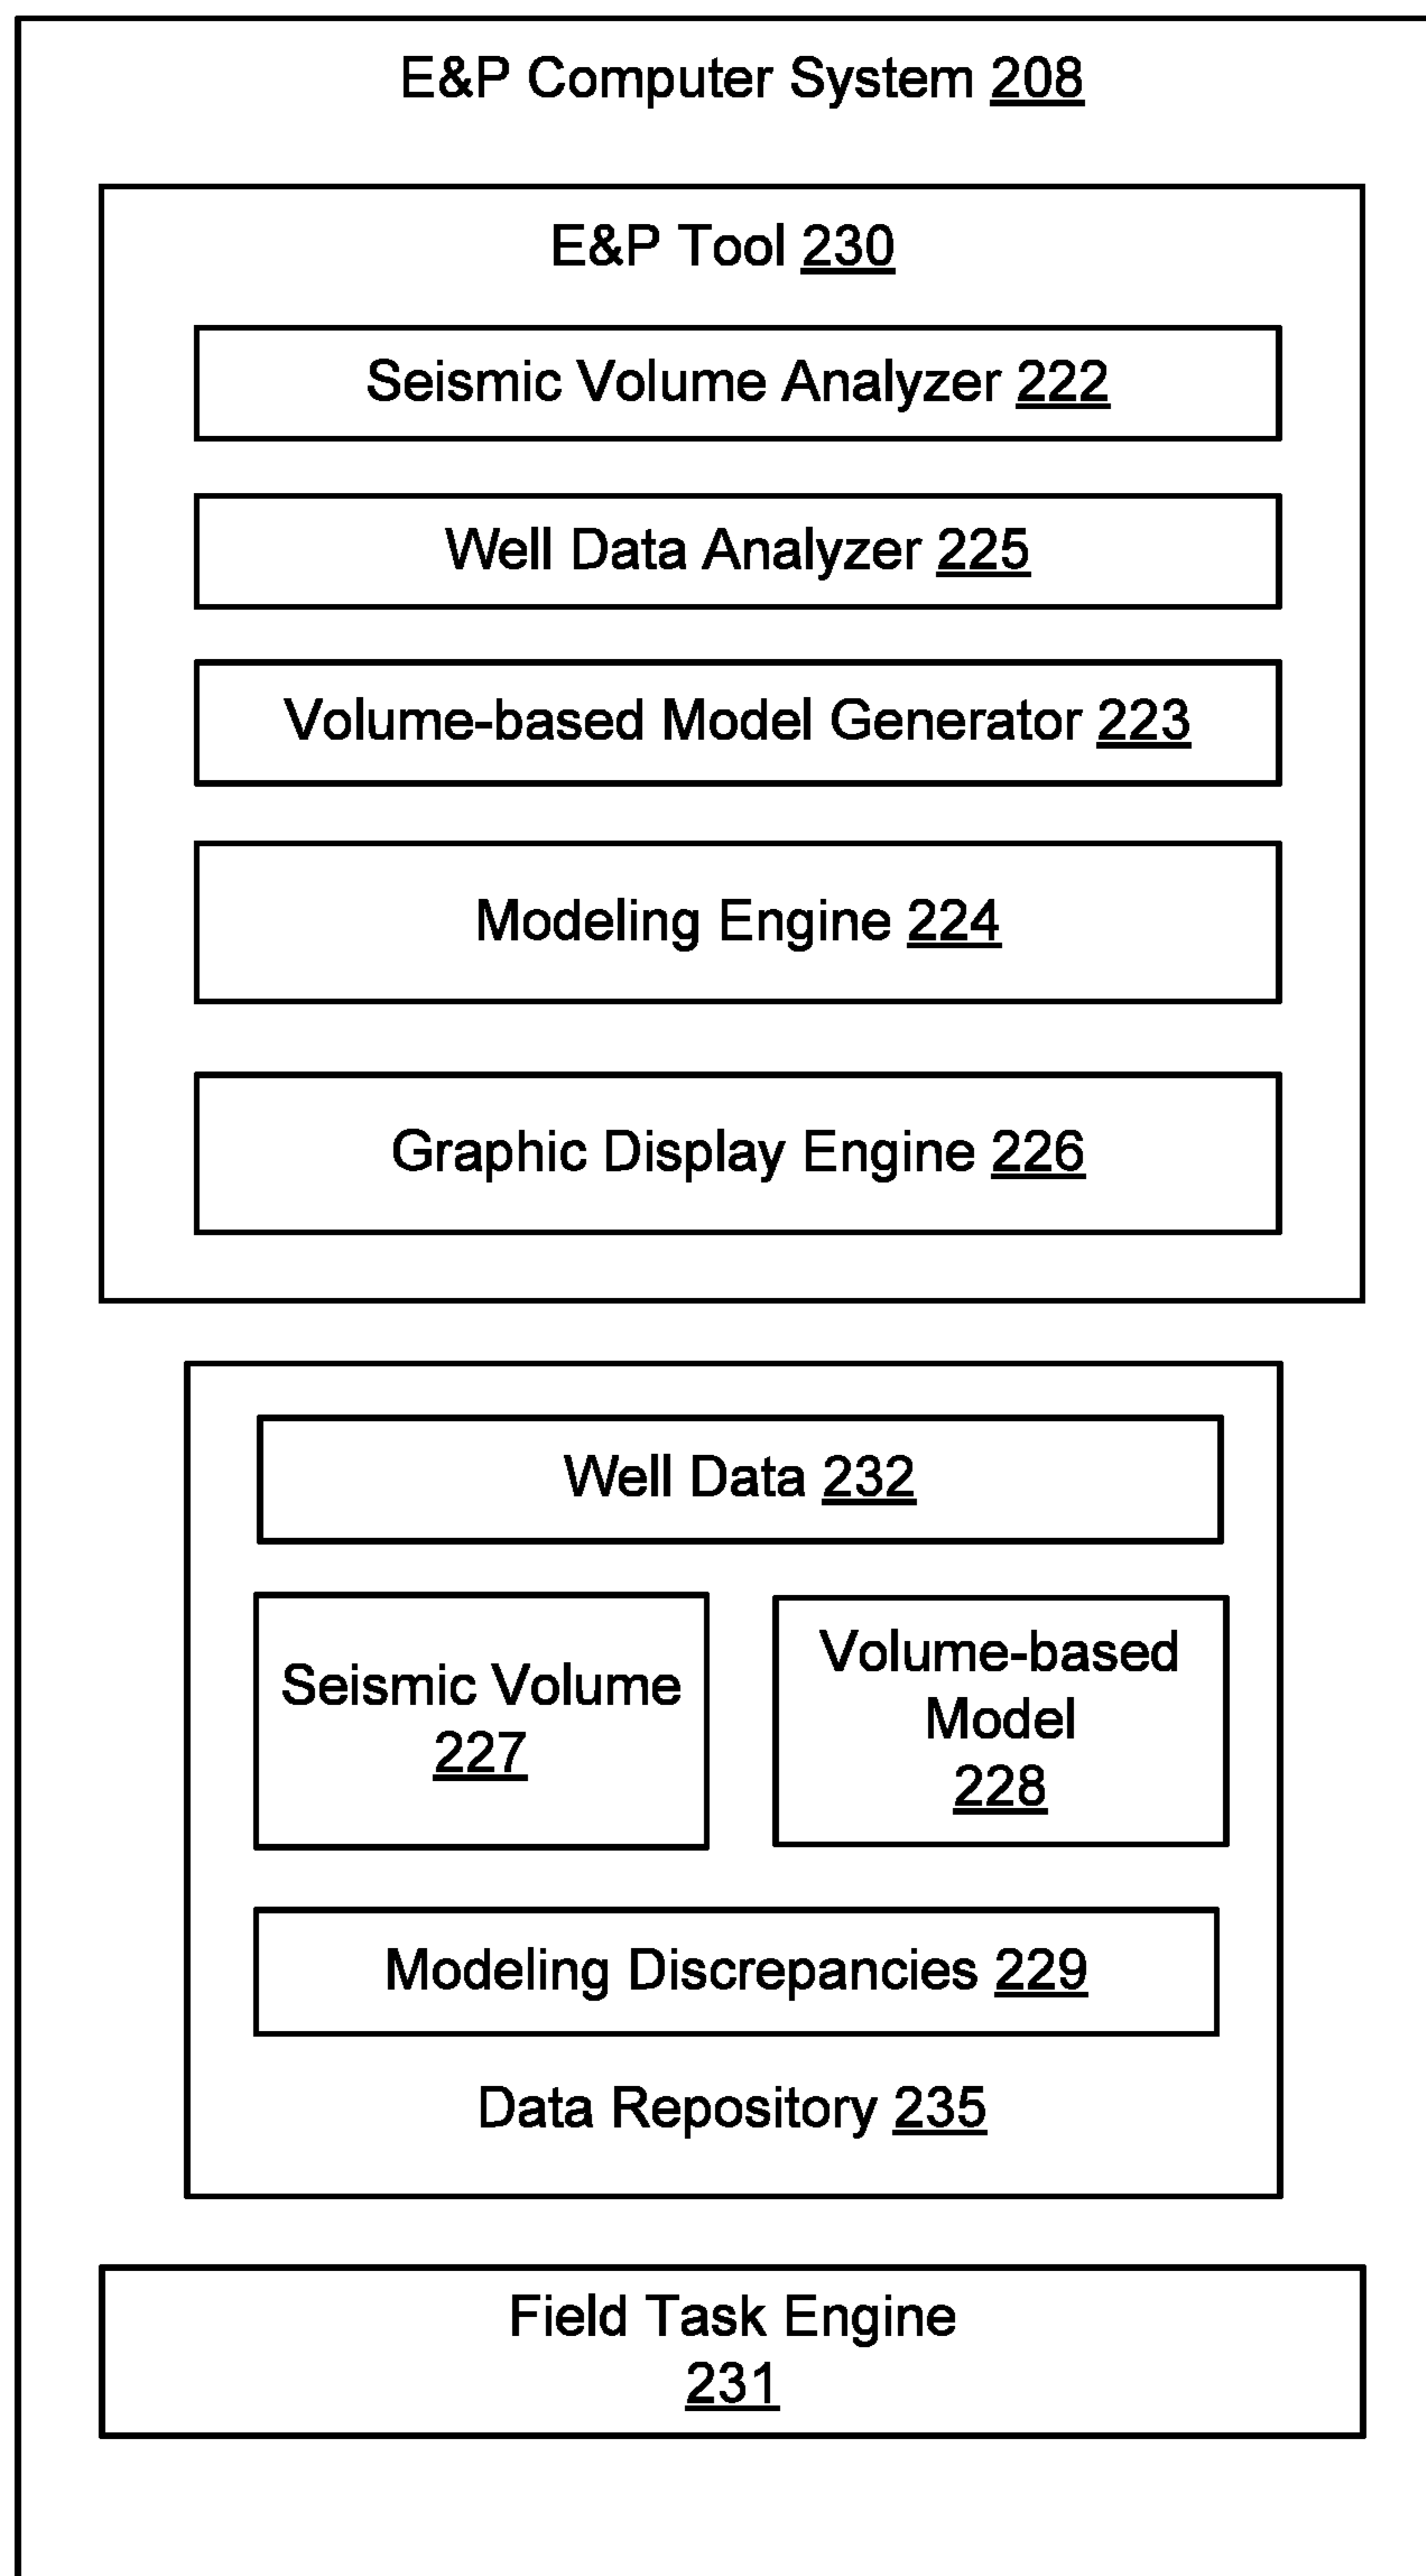 E&P Computer System 208
E&P Tool 230
Seismic Volume Analyzer 222
Well Data Analyzer 225
Volume-based Model Generator 223
Modeling Engine 224
Graphic Display Engine 226
Well Data 232
Seismic Volume
227
Volume-based
Model
228
Modeling Discrepancies 229
Data Repository 235
Field Task Engine
231